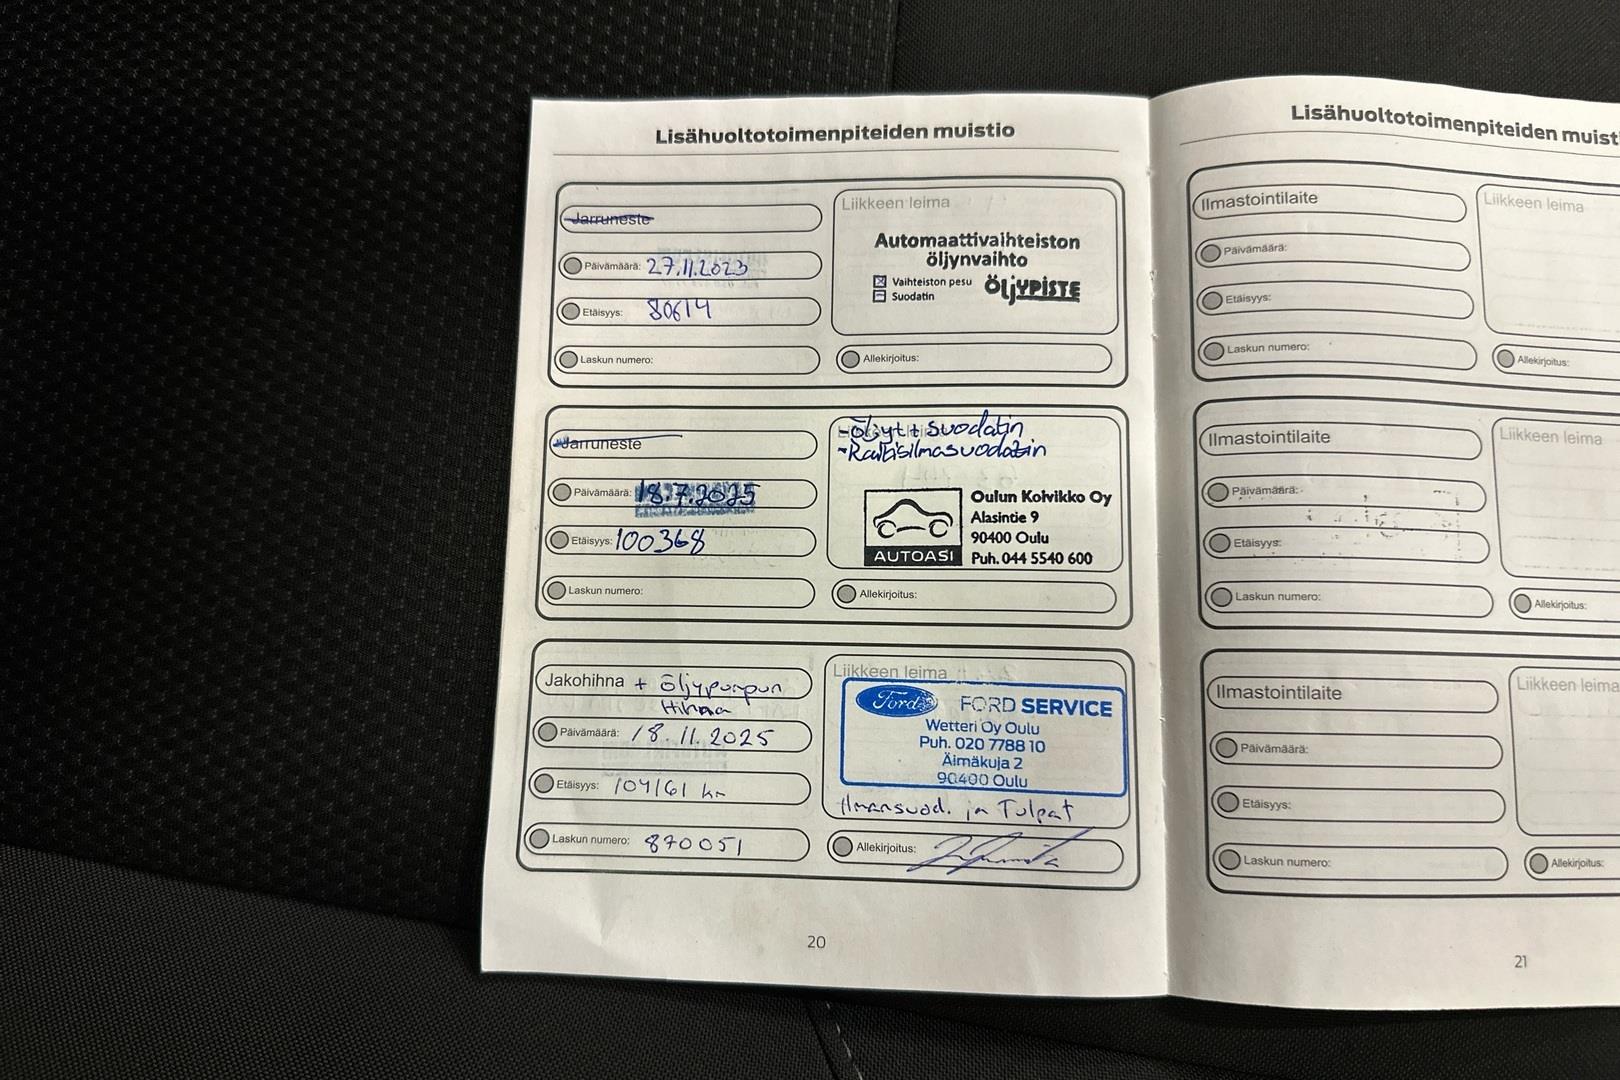 Lisähuoltotoimenpiteiden muistio
Jarruneste
Päivämäärä: 27.11.2023
Etäisyys: 80614
Laskun numero:
Liikkeen leima
Automaattivaihteiston
öljynvaihto
Vaihteiston pesu
Suodatin
ÖljYPISTE
Allekirjoitus:
Jarruneste
Päivämäärä: 18.7.2025
Etäisyys: 100368
Laskun numero:
-Öljyt + Suodatin
-Raitisilmasuodatin
Oulun Kolvikko Oy
Alasintie 9
90400 Oulu
Puh. 044 5540 600
AUTOASI
Allekirjoitus:
Jakohihna + Öljypumpun
Hihna
Päivämäärä: 18.11.2025
Etäisyys: 104161 km
Laskun numero: 870051
Liikkeen leima
Ford FORD SERVICE
Wetteri Oy Oulu
Puh. 020 7788 10
Äimäkuja 2
90400 Oulu
Ilmansuod. ja Tulpat
Allekirjoitus:
20
Lisähuoltotoimenpiteiden muisti
Ilmastointilaite
Päivämäärä:
Etäisyys:
Laskun numero:
Liikkeen leima
Allekirjoitus:
Ilmastointilaite
Päivämäärä:
Etäisyys:
Laskun numero:
Liikkeen leima
Allekirjoitus:
Ilmastointilaite
Päivämäärä:
Etäisyys:
Laskun numero:
Liikkeen leima
Allekirjoitus:
21